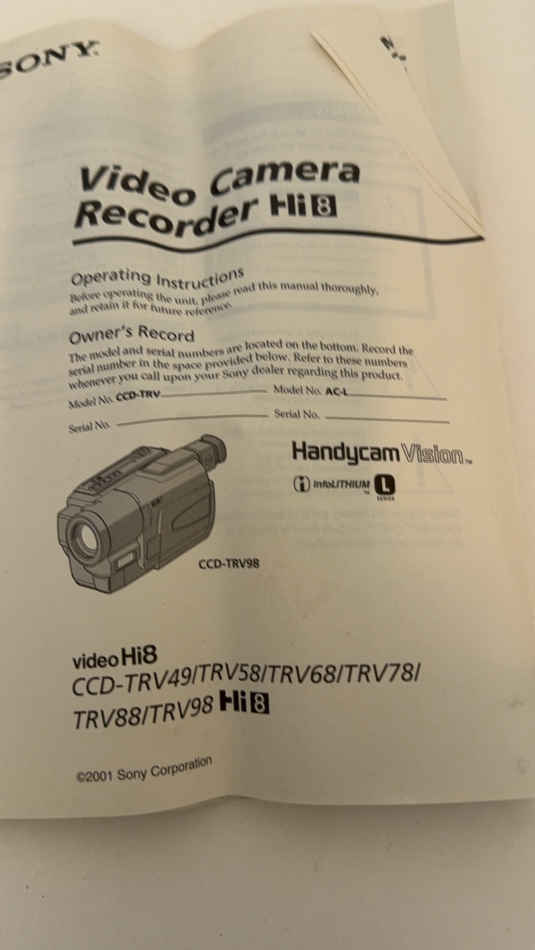 SONY
Video Camera
Recorder Hi8
Operating Instructions
Before operating the unit, please read this manual thoroughly,
and retain it for future reference.
Owner's Record
The model and serial numbers are located on the bottom. Record the
serial number in the space provided below. Refer to these numbers
whenever you call upon your Sony dealer regarding this product.
Model No. CCD-TRV Model No. AC-L
Serial No. Serial No.
Handycam Vision™
InfoLITHIUM™ L SERIES
CCD-TRV98
video Hi8
CCD-TRV49/TRV58/TRV68/TRV78/
TRV88/TRV98 Hi8
©2001 Sony Corporation